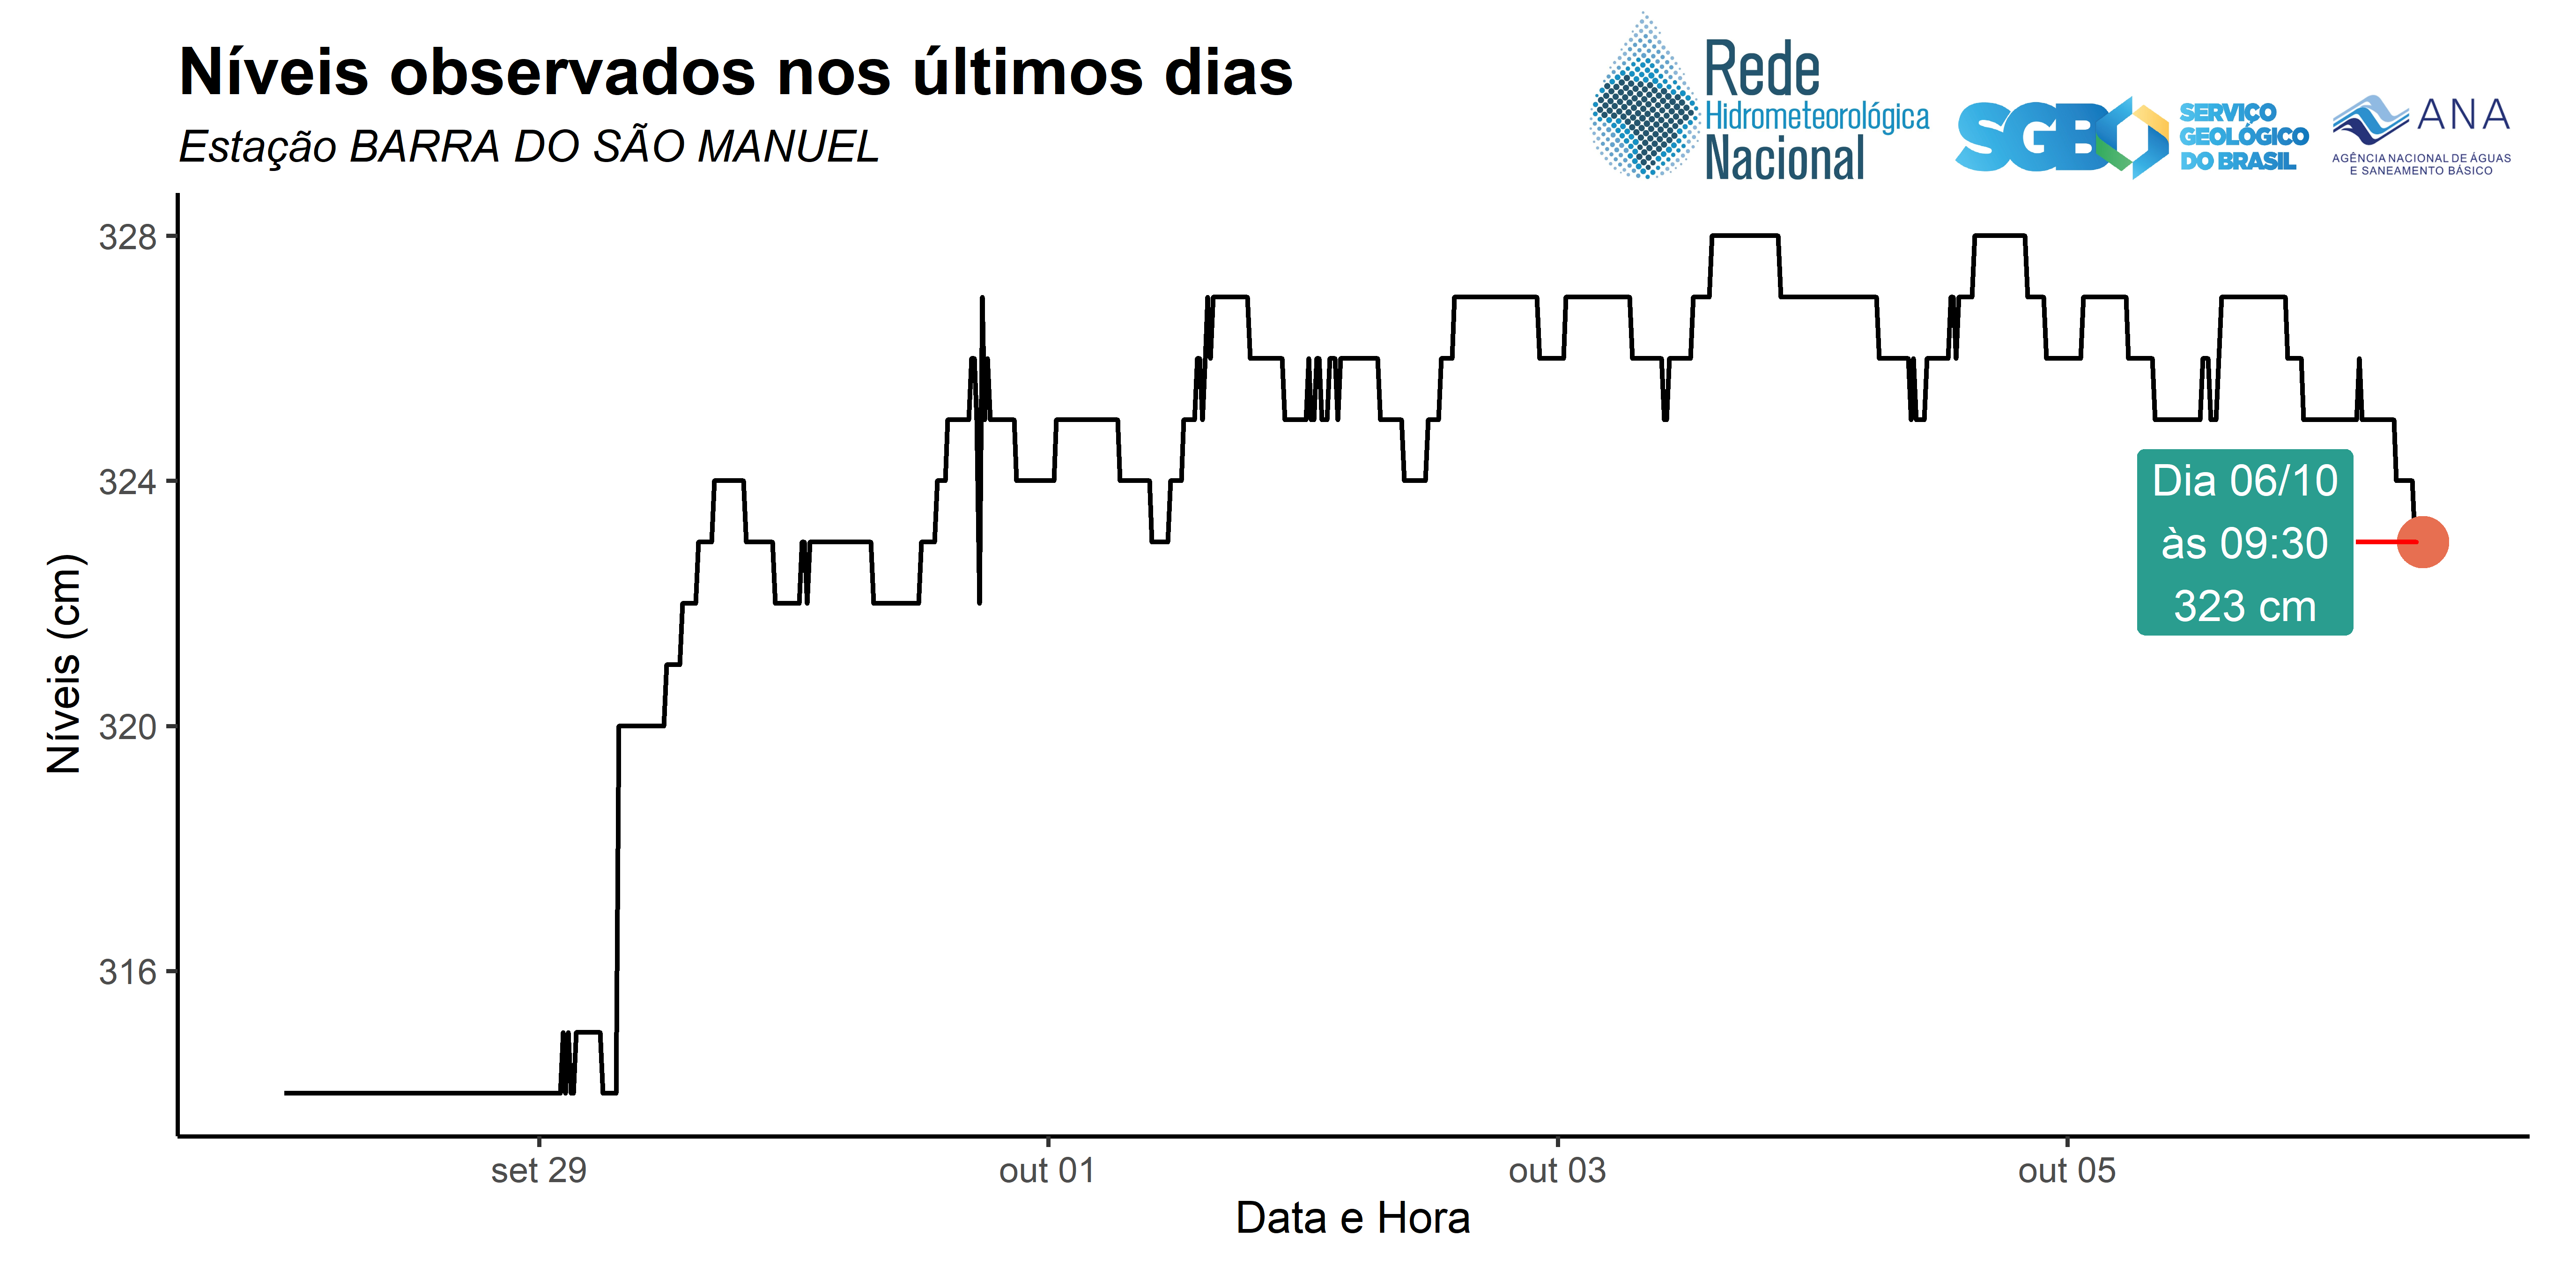 Níveis observados nos últimos dias
Estação BARRA DO SÃO MANUEL
Rede
Hidrometeorológica
Nacional
SGB
SERVIÇO
GEOLÓGICO
DO BRASIL
ANA
AGÊNCIA NACIONAL DE ÁGUAS
E SANEAMENTO BÁSICO
Níveis (cm)
328
324
320
316
Dia 06/10
às 09:30
323 cm
set 29
out 01
out 03
out 05
Data e Hora